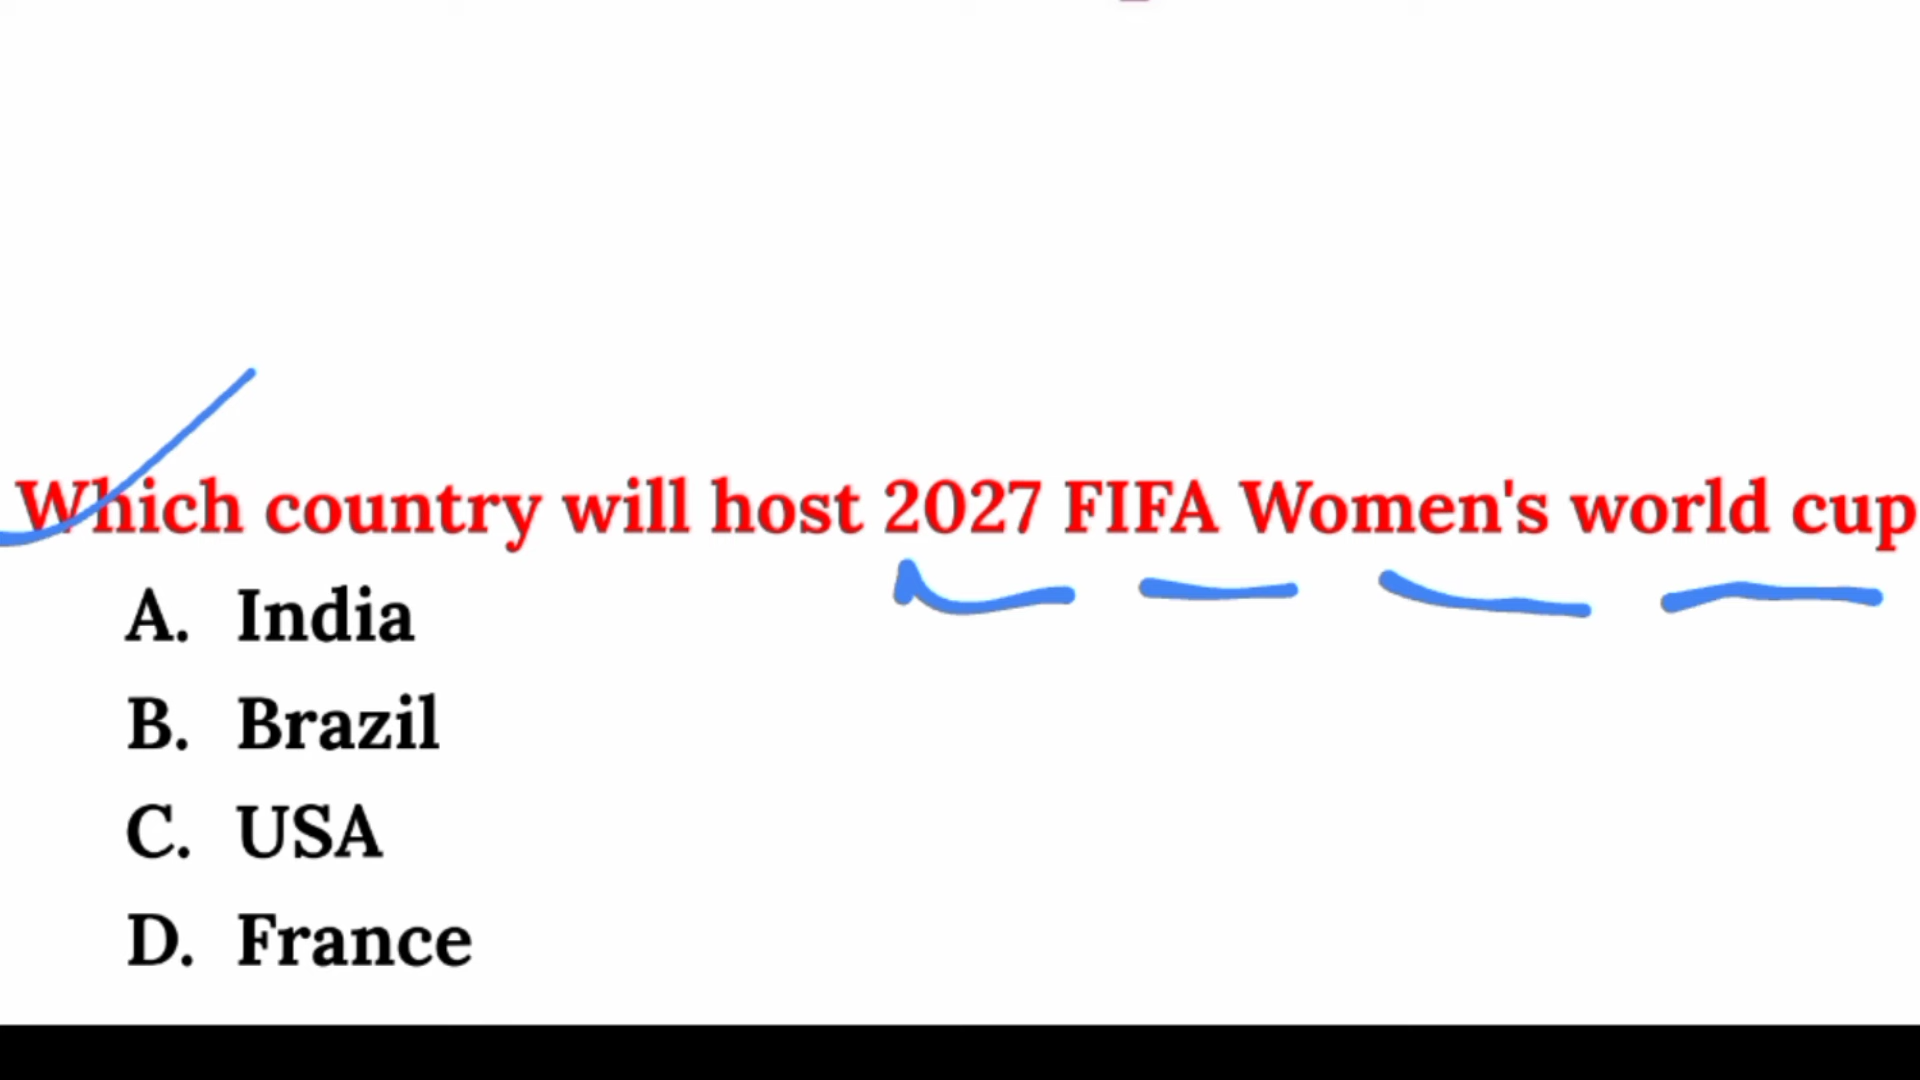 Which country will host 2027 FIFA Women's world cup
A. India
B. Brazil
C. USA
D. France